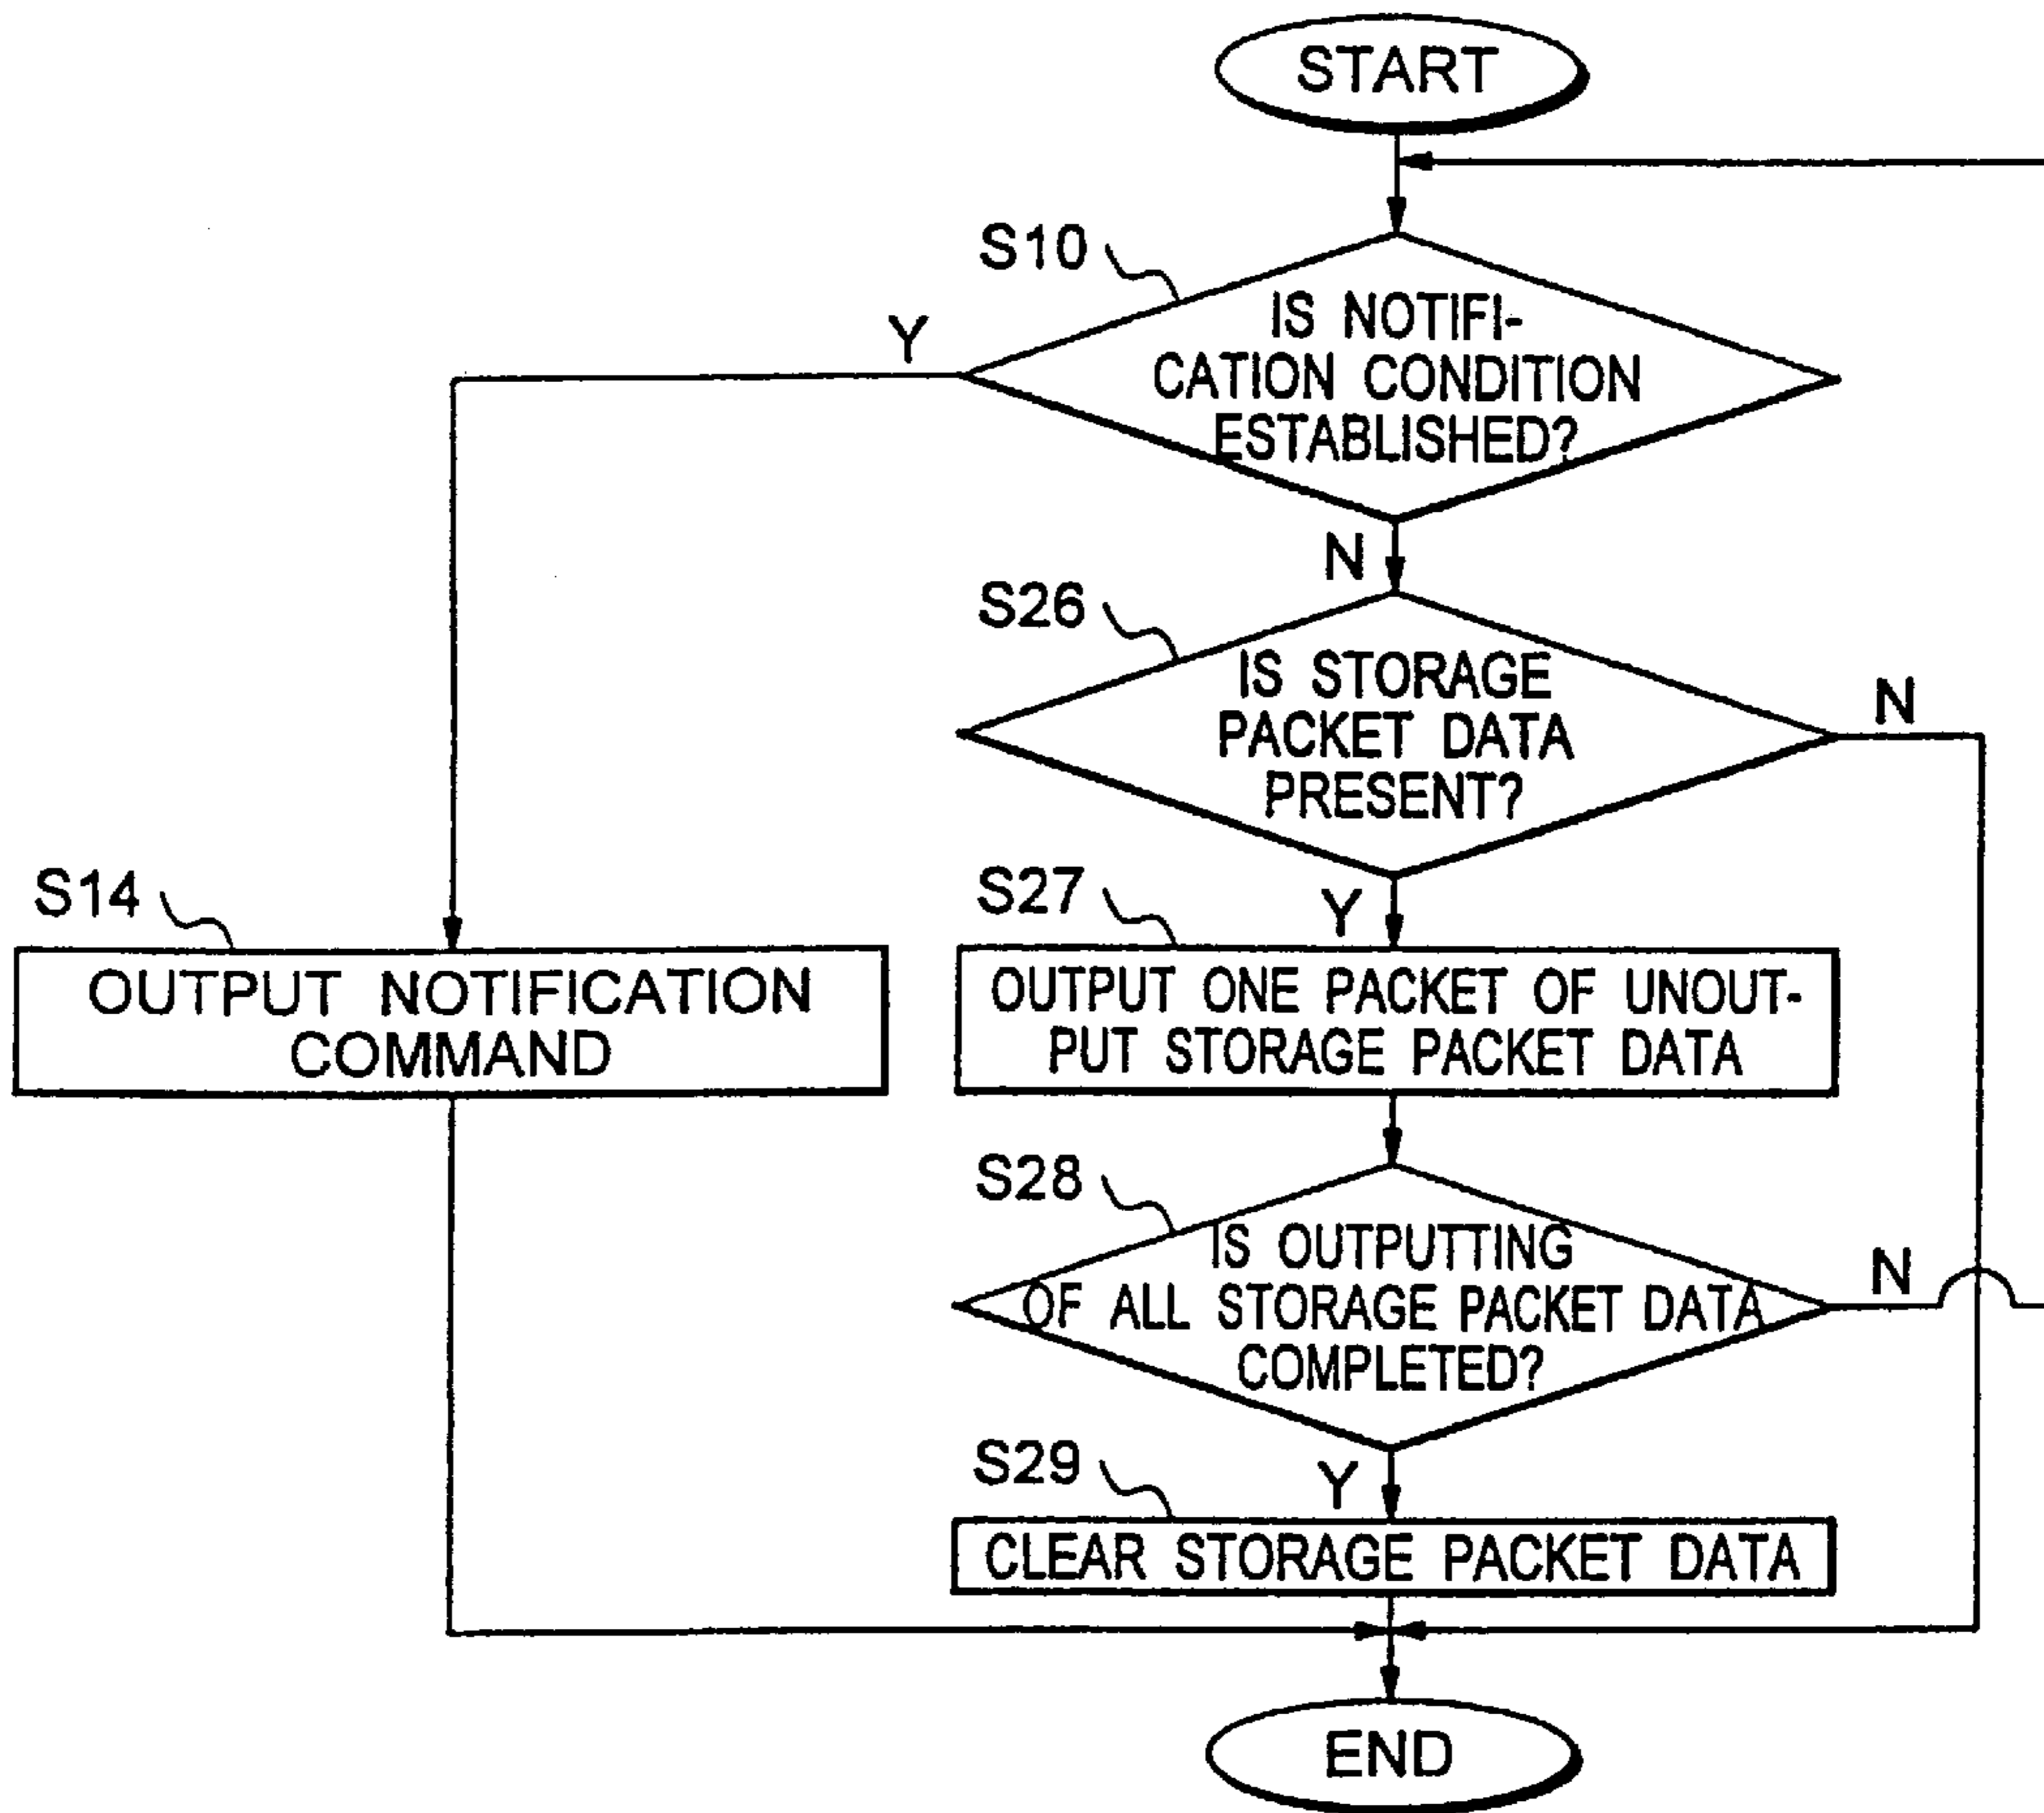 START
S10
IS NOTIFI-
CATION CONDITION
ESTABLISHED?
Y
N
S26
IS STORAGE
PACKET DATA
PRESENT?
N
Y
S14
OUTPUT NOTIFICATION
COMMAND
S27
OUTPUT ONE PACKET OF UNOUT-
PUT STORAGE PACKET DATA
S28
IS OUTPUTTING
OF ALL STORAGE PACKET DATA
COMPLETED?
N
Y
S29
CLEAR STORAGE PACKET DATA
END